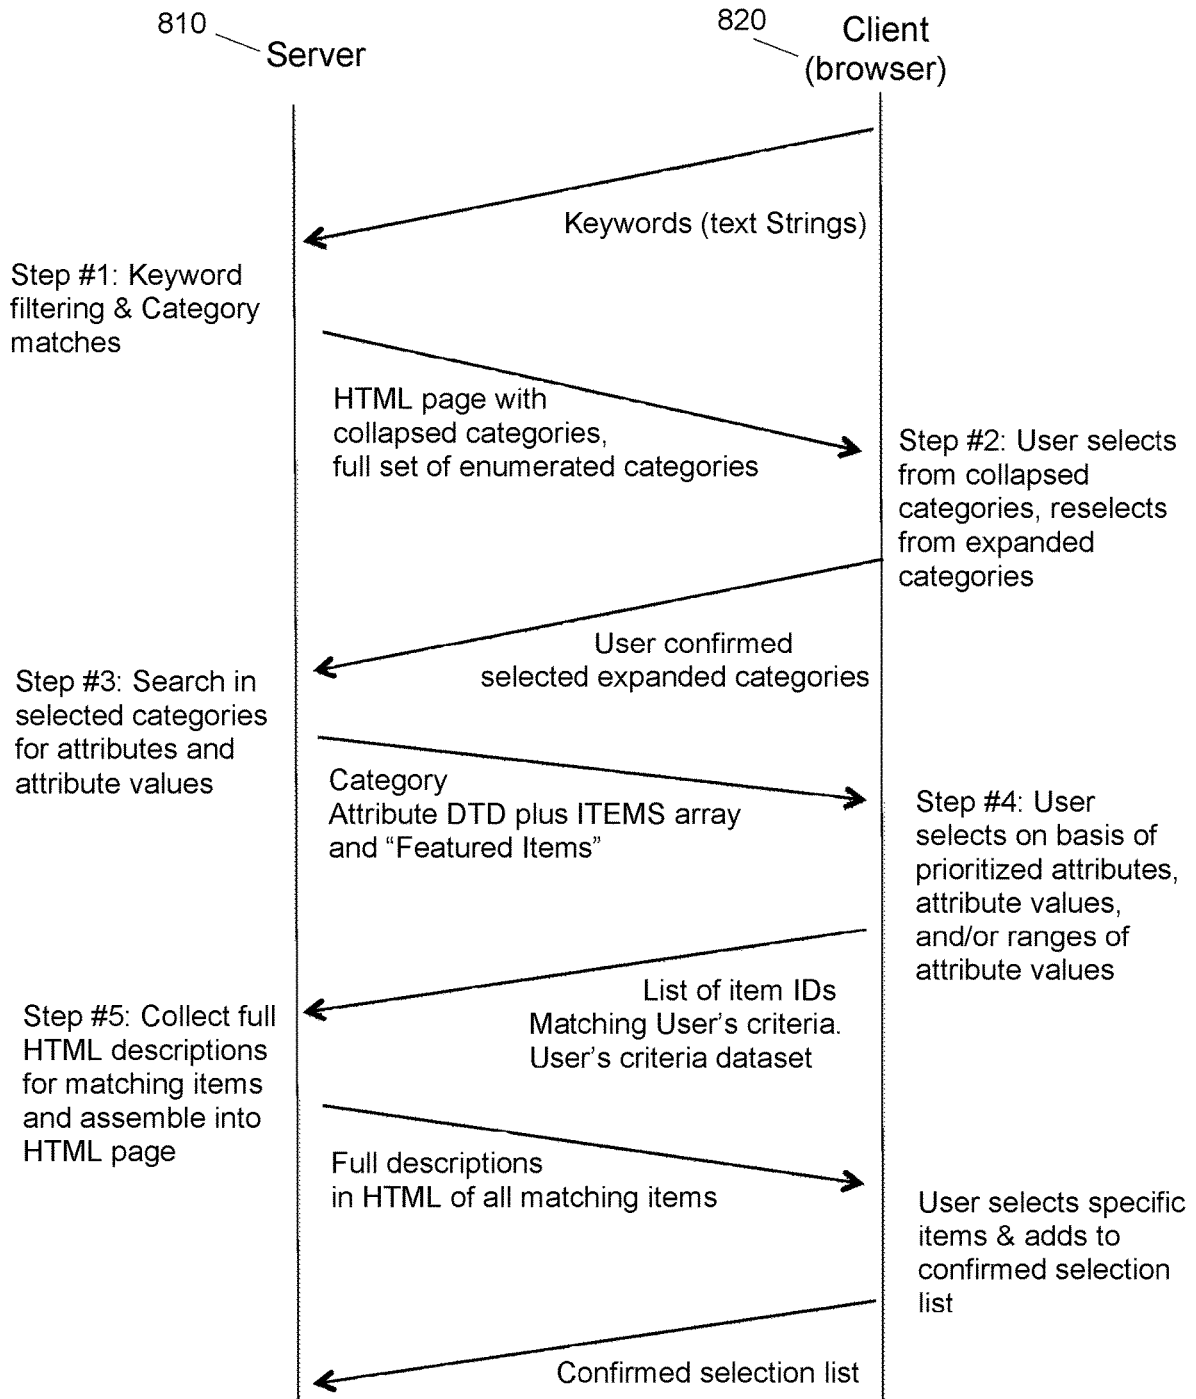 810
Server
820
Client
(browser)
Keywords (text Strings)
Step #1: Keyword
filtering & Category
matches
HTML page with
collapsed categories,
full set of enumerated categories
Step #2: User selects
from collapsed
categories, reselects
from expanded
categories
User confirmed
selected expanded categories
Step #3: Search in
selected categories
for attributes and
attribute values
Category
Attribute DTD plus ITEMS array
and “Featured Items”
Step #4: User
selects on basis of
prioritized attributes,
attribute values,
and/or ranges of
attribute values
List of item IDs
Matching User’s criteria.
User’s criteria dataset
Step #5: Collect full
HTML descriptions
for matching items
and assemble into
HTML page
Full descriptions
in HTML of all matching items
User selects specific
items & adds to
confirmed selection
list
Confirmed selection list